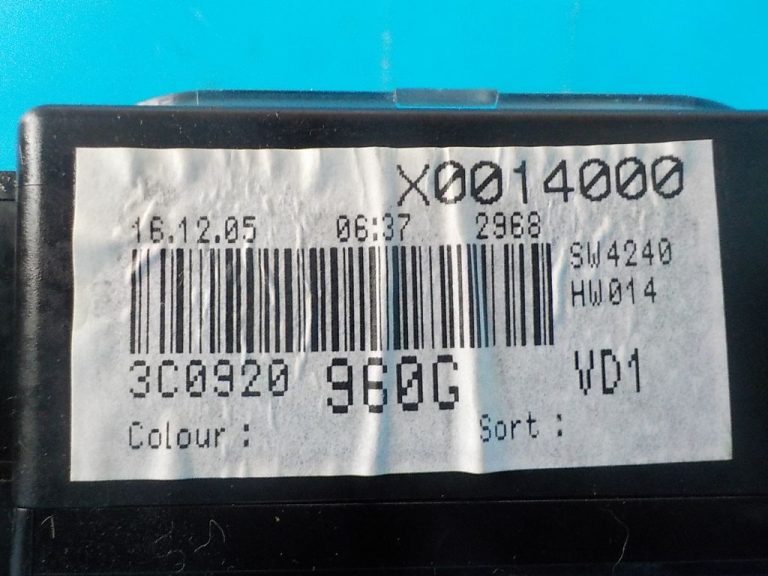 X0014000
16.12.05 06:37 2968
SW4240
HW014
3C0920 960G VD1
Colour : Sort :